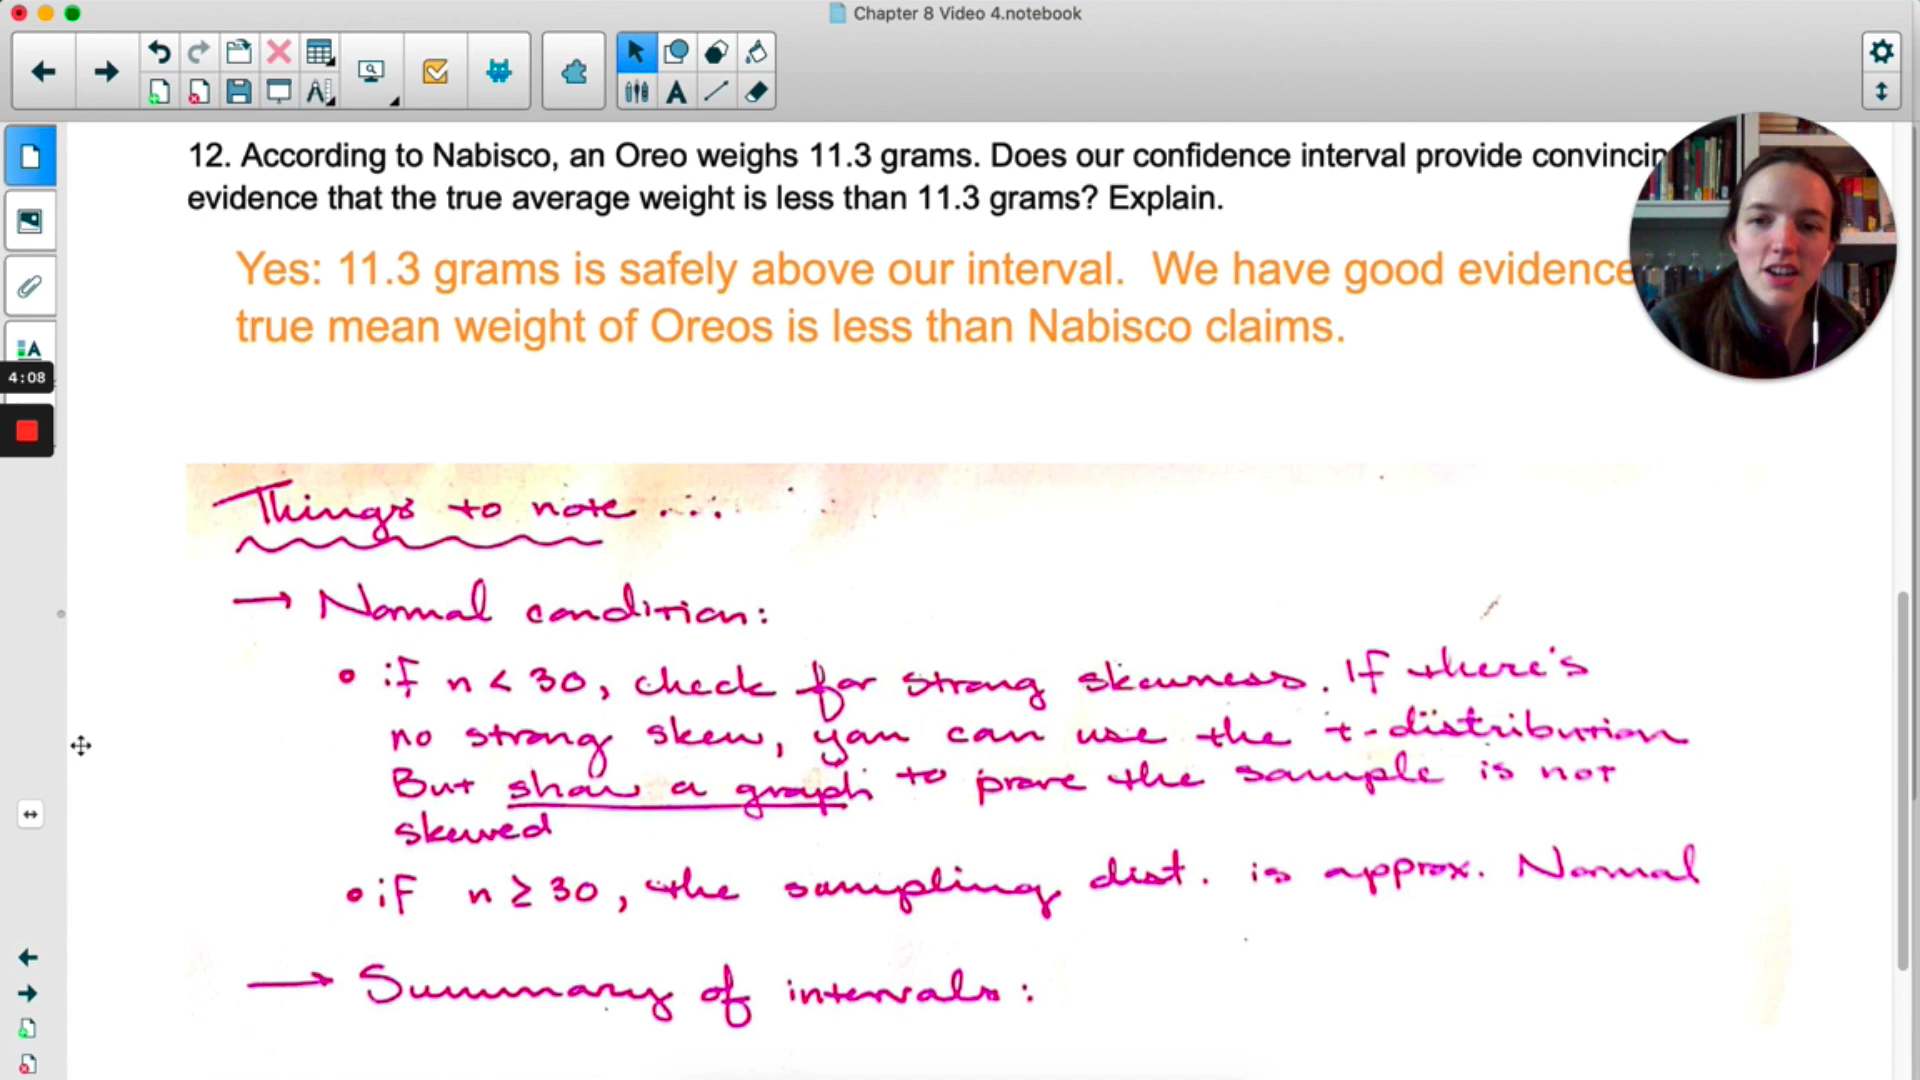 Chapter 8 Video 4.notebook
12. According to Nabisco, an Oreo weighs 11.3 grams. Does our confidence interval provide convincin
evidence that the true average weight is less than 11.3 grams? Explain.
Yes: 11.3 grams is safely above our interval. We have good evidence
true mean weight of Oreos is less than Nabisco claims.
4:08
Things to note ...
→ Normal condition:
• if n < 30, check for strong skewness. If there's
no strong skew, you can use the t-distribution
But show a graph to prove the sample is not
skewed
• if n ≥ 30, the sampling dist. is approx. Normal
→ Summary of intervals: